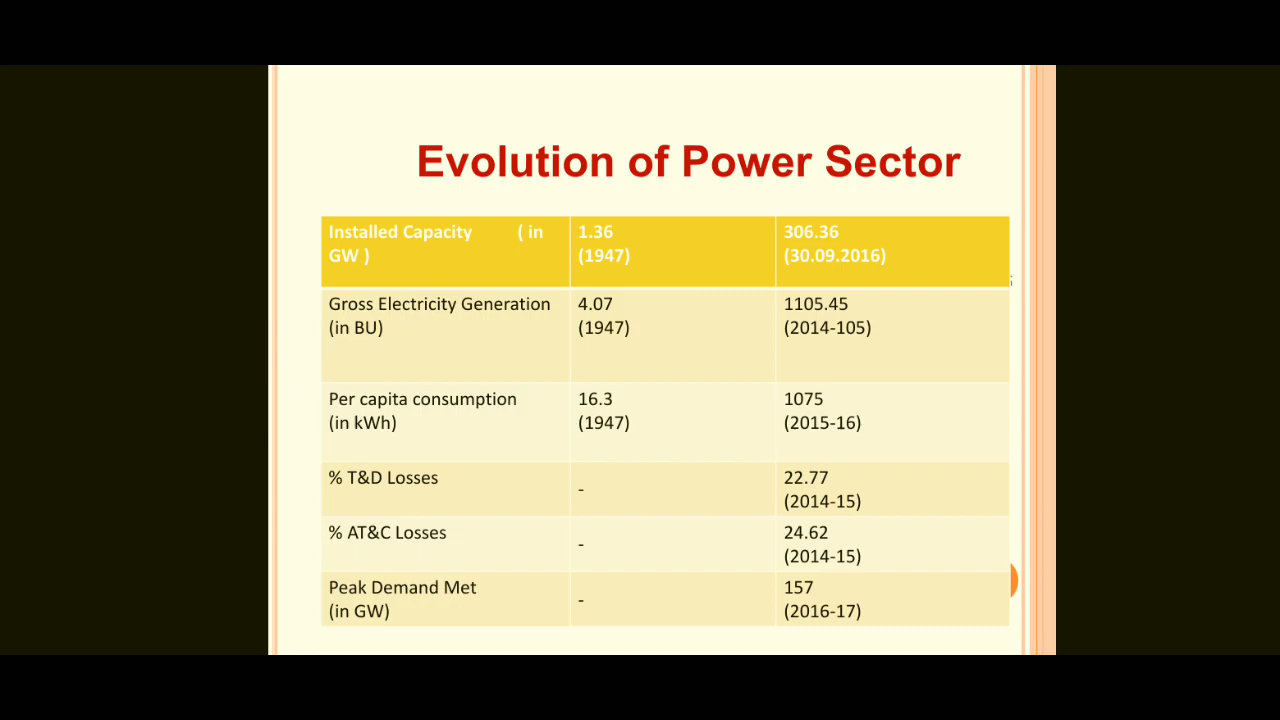 Evolution of Power Sector
Installed Capacity ( in
GW )
1.36
(1947)
306.36
(30.09.2016)
Gross Electricity Generation
(in BU)
4.07
(1947)
1105.45
(2014-105)
Per capita consumption
(in kWh)
16.3
(1947)
1075
(2015-16)
% T&D Losses
-
22.77
(2014-15)
% AT&C Losses
-
24.62
(2014-15)
Peak Demand Met
(in GW)
-
157
(2016-17)